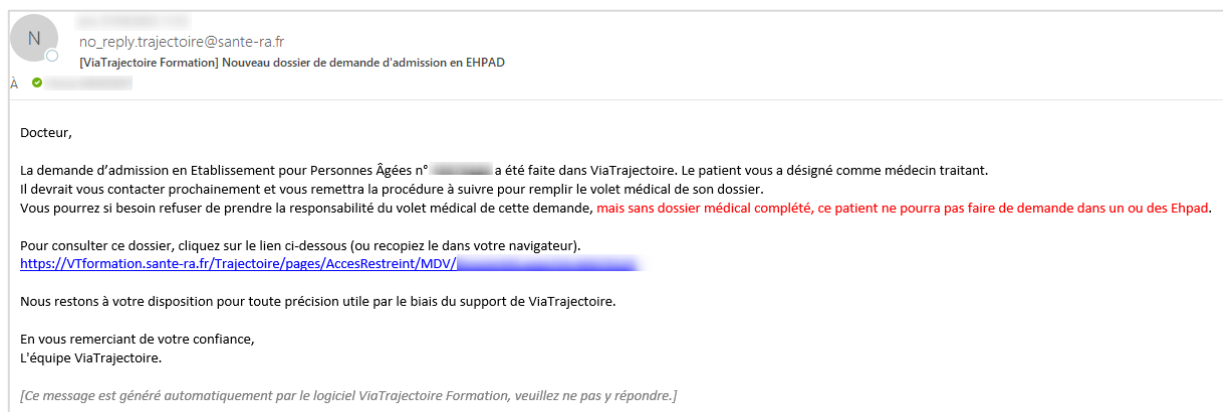 N
no_reply.trajectoire@sante-ra.fr
[ViaTrajectoire Formation] Nouveau dossier de demande d'admission en EHPAD
À
Docteur,
La demande d’admission en Etablissement pour Personnes Âgées n° a été faite dans ViaTrajectoire. Le patient vous a désigné comme médecin traitant.
Il devrait vous contacter prochainement et vous remettra la procédure à suivre pour remplir le volet médical de son dossier.
Vous pourrez si besoin refuser de prendre la responsabilité du volet médical de cette demande, mais sans dossier médical complété, ce patient ne pourra pas faire de demande dans un ou des Ehpad.
Pour consulter ce dossier, cliquez sur le lien ci-dessous (ou recopiez le dans votre navigateur).
https://VTformation.sante-ra.fr/Trajectoire/pages/AccesRestreint/MDV/
Nous restons à votre disposition pour toute précision utile par le biais du support de ViaTrajectoire.
En vous remerciant de votre confiance,
L'équipe ViaTrajectoire.
[Ce message est généré automatiquement par le logiciel ViaTrajectoire Formation, veuillez ne pas y répondre.]